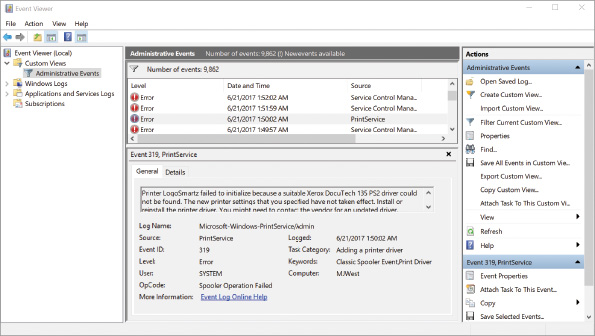 Event Viewer
File Action View Help
Event Viewer (Local)
Custom Views
Administrative Events
Windows Logs
Applications and Services Logs
Subscriptions
Administrative Events Number of events: 9,862 (!) Newevents available
Number of events: 9,862
Level Date and Time Source
Error 6/21/2017 1:52:02 AM Service Control Mana...
Error 6/21/2017 1:51:59 AM Service Control Mana...
Error 6/21/2017 1:50:02 AM PrintService
Error 6/21/2017 1:49:57 AM Service Control Mana...
Event 319, PrintService
General Details
Printer LogoSmartz failed to initialize because a suitable Xerox DocuTech 135 PS2 driver could
not be found. The new printer settings that you specified have not taken effect. Install or
reinstall the printer driver. You might need to contact the vendor for an updated driver.
Log Name: Microsoft-Windows-PrintService/admin
Source: PrintService Logged: 6/21/2017 1:50:02 AM
Event ID: 319 Task Category: Adding a printer driver
Level: Error Keywords: Classic Spooler Event,Print Driver
User: SYSTEM Computer: MJWest
OpCode: Spooler Operation Failed
More Information: Event Log Online Help
Actions
Administrative Events
Open Saved Log...
Create Custom View...
Import Custom View...
Filter Current Custom View...
Properties
Find...
Save All Events in Custom Vie...
Export Custom View...
Copy Custom View...
Attach Task To This Custom Vi...
View
Refresh
Help
Event 319, PrintService
Event Properties
Attach Task To This Event...
Copy
Save Selected Events...